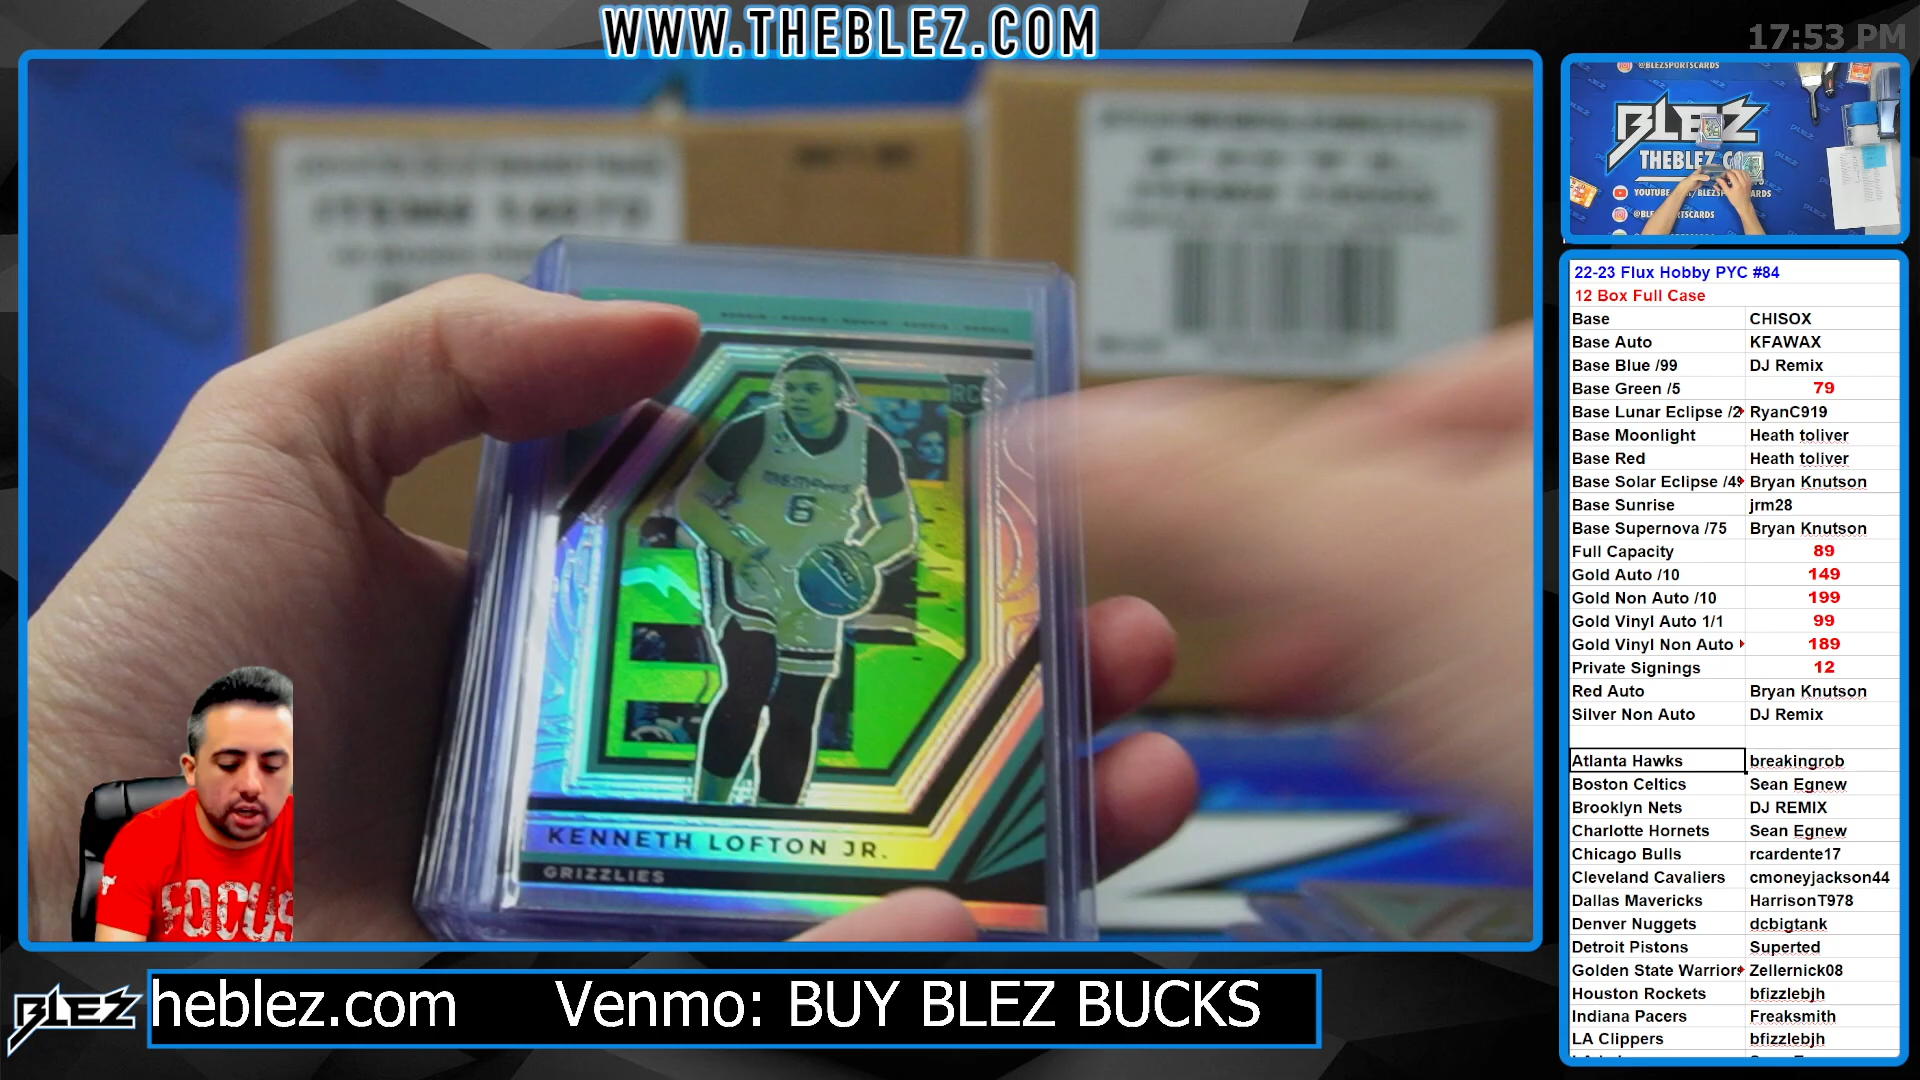 WWW.THEBLEZ.COM
17:53 PM
@BLEZSPORTSCARDS
BLEZ
THEBLEZ
YOUTUBE
RC
MEMPHIS
6
KENNETH LOFTON JR.
GRIZZLIES
FOCUS
BLEZ
heblez.com Venmo: BUY BLEZ BUCKS
22-23 Flux Hobby PYC #84
12 Box Full Case
Base CHISOX
Base Auto KFAWAX
Base Blue /99 DJ Remix
Base Green /5 79
Base Lunar Eclipse /2 RyanC919
Base Moonlight Heath toliver
Base Red Heath toliver
Base Solar Eclipse /49 Bryan Knutson
Base Sunrise jrm28
Base Supernova /75 Bryan Knutson
Full Capacity 89
Gold Auto /10 149
Gold Non Auto /10 199
Gold Vinyl Auto 1/1 99
Gold Vinyl Non Auto 189
Private Signings 12
Red Auto Bryan Knutson
Silver Non Auto DJ Remix
Atlanta Hawks breakingrob
Boston Celtics Sean Egnew
Brooklyn Nets DJ REMIX
Charlotte Hornets Sean Egnew
Chicago Bulls rcardente17
Cleveland Cavaliers cmoneyjackson44
Dallas Mavericks HarrisonT978
Denver Nuggets dcbigtank
Detroit Pistons Superted
Golden State Warriors Zellernick08
Houston Rockets bfizzlebjh
Indiana Pacers Freaksmith
LA Clippers bfizzlebjh